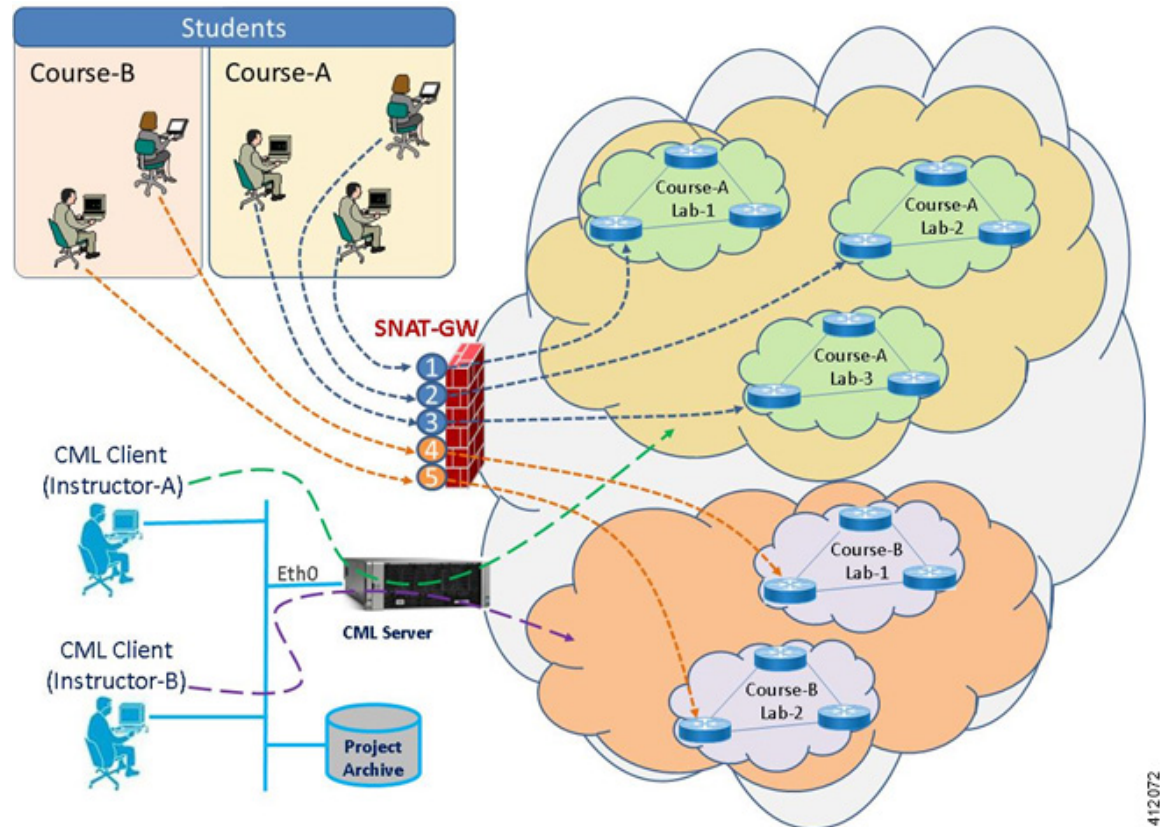 Students
Course-B
Course-A
Course-A
Lab-1
Course-A
Lab-2
SNAT-GW
1
2
3
4
5
Course-A
Lab-3
CML Client
(Instructor-A)
Eth0
CML Server
Course-B
Lab-1
CML Client
(Instructor-B)
Project
Archive
Course-B
Lab-2
412072